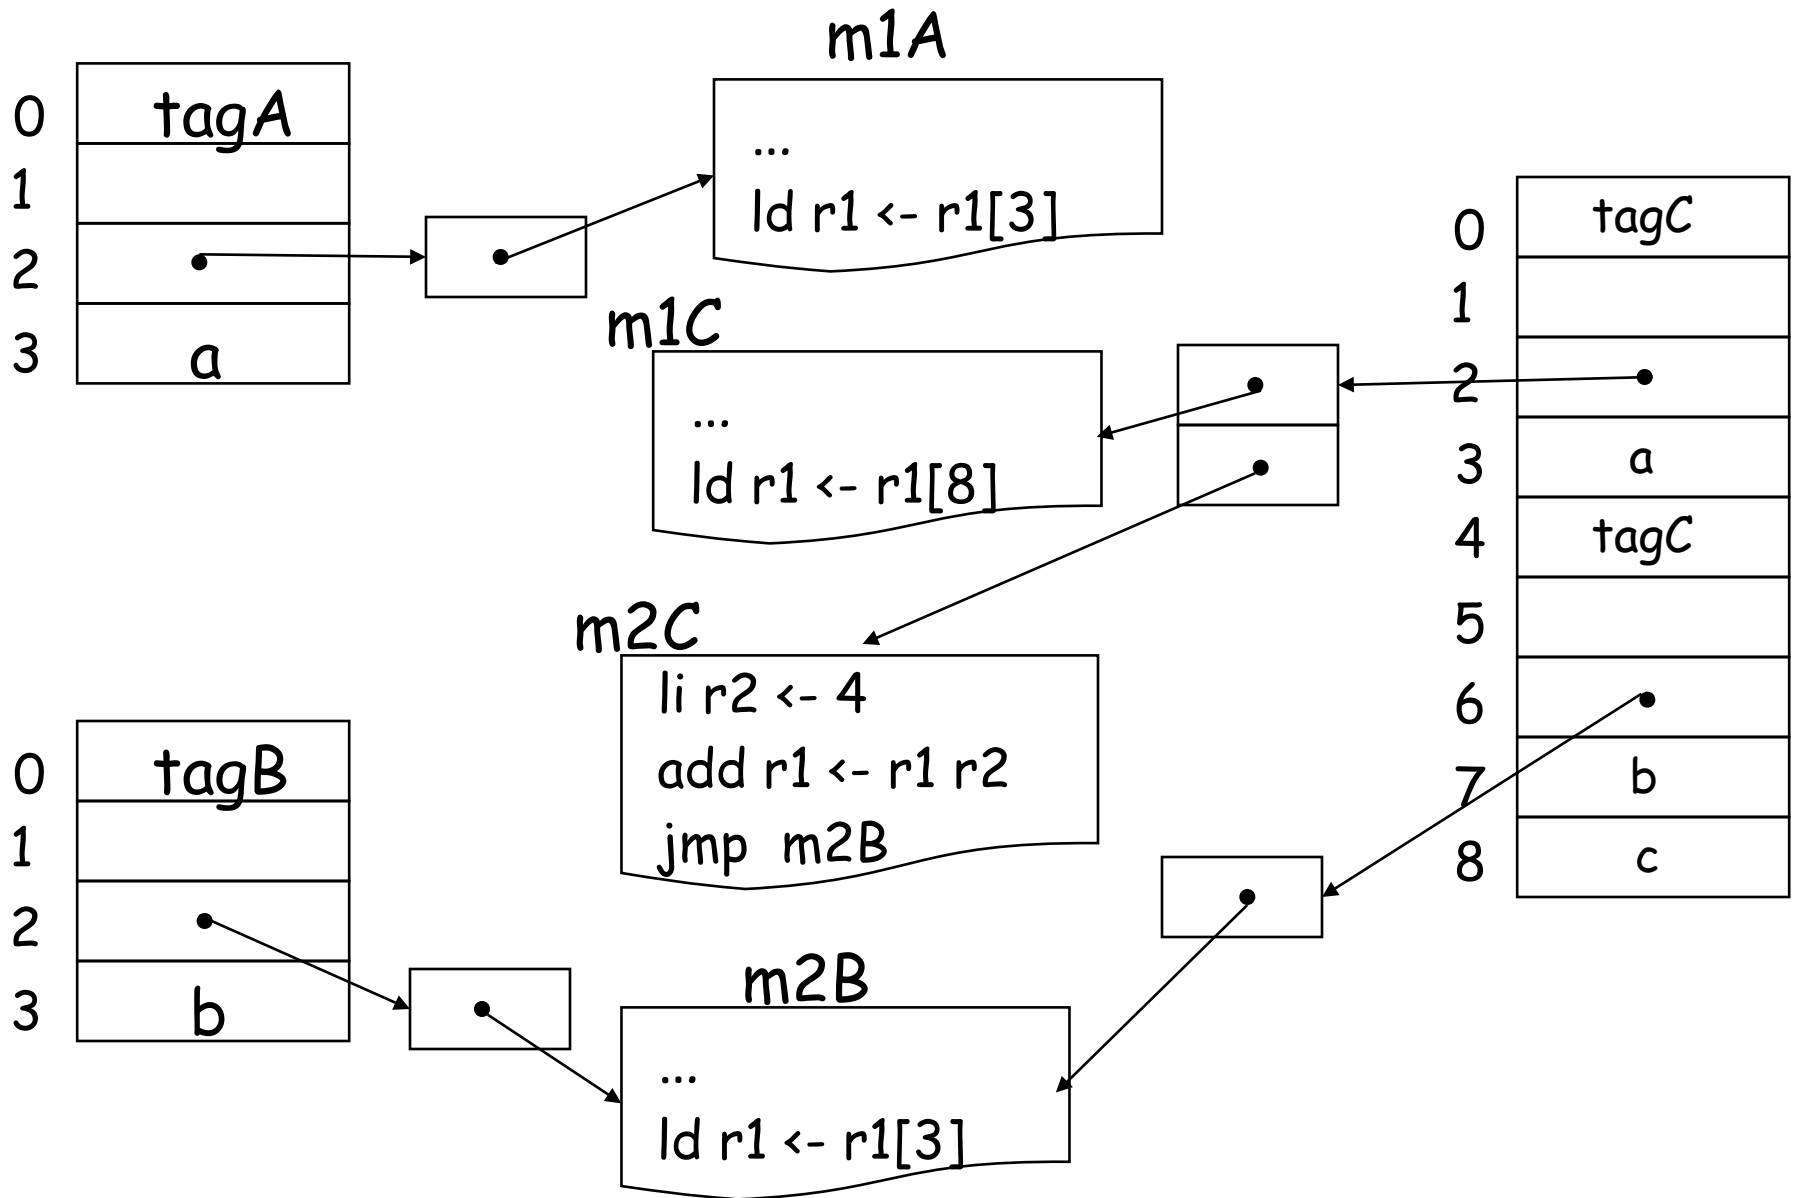 m1A
...
ld r1 <- r1[3]
0 tagA
1
2
3 a
m1C
...
ld r1 <- r1[8]
m2C
li r2 <- 4
add r1 <- r1 r2
jmp m2B
0 tagB
1
2
3 b
m2B
...
ld r1 <- r1[3]
0 tagC
1
2
3 a
4 tagC
5
6
7 b
8 c